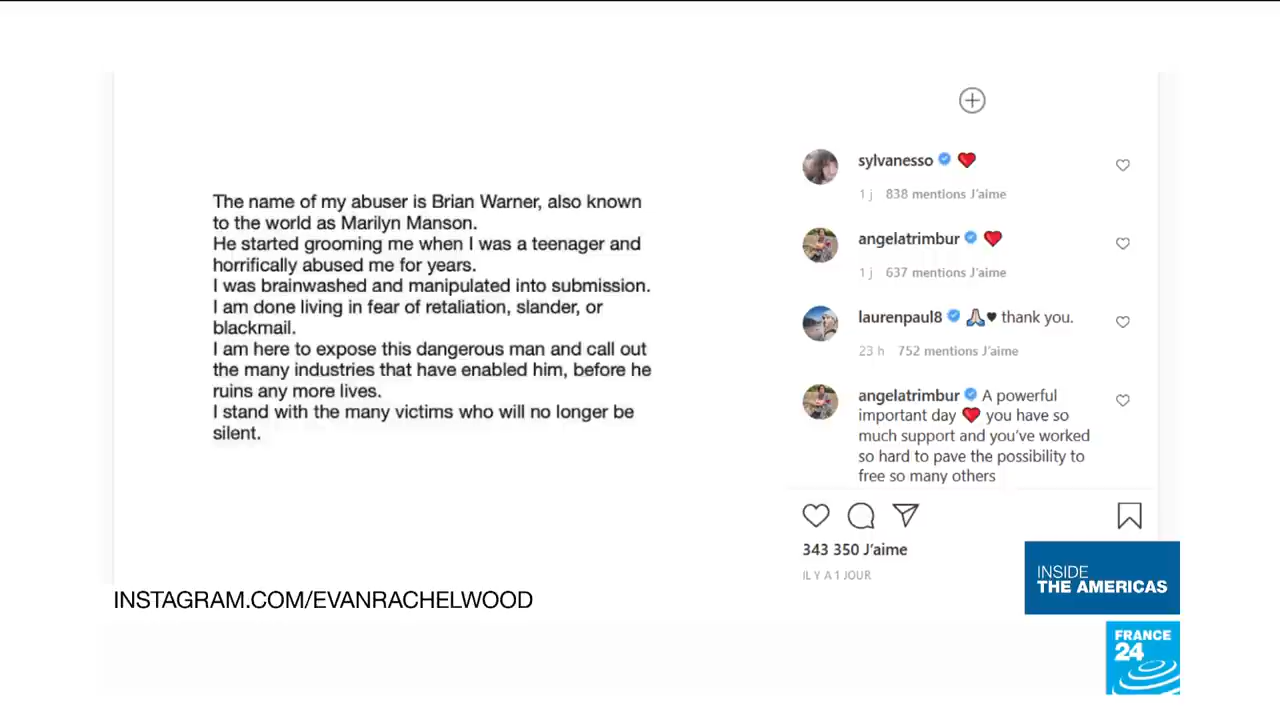 The name of my abuser is Brian Warner, also known
to the world as Marilyn Manson.
He started grooming me when I was a teenager and
horrifically abused me for years.
I was brainwashed and manipulated into submission.
I am done living in fear of retaliation, slander, or
blackmail.
I am here to expose this dangerous man and call out
the many industries that have enabled him, before he
ruins any more lives.
I stand with the many victims who will no longer be
silent.
sylvanesso ❤️
1 j 838 mentions J'aime
angelatrimbur ❤️
1 j 637 mentions J'aime
laurenpaul8 🙏🏻♥ thank you.
23 h 752 mentions J'aime
angelatrimbur A powerful
important day ❤️ you have so
much support and you've worked
so hard to pave the possibility to
free so many others
343 350 J'aime
IL Y A 1 JOUR
INSTAGRAM.COM/EVANRACHELWOOD
INSIDE
THE AMERICAS
FRANCE
24